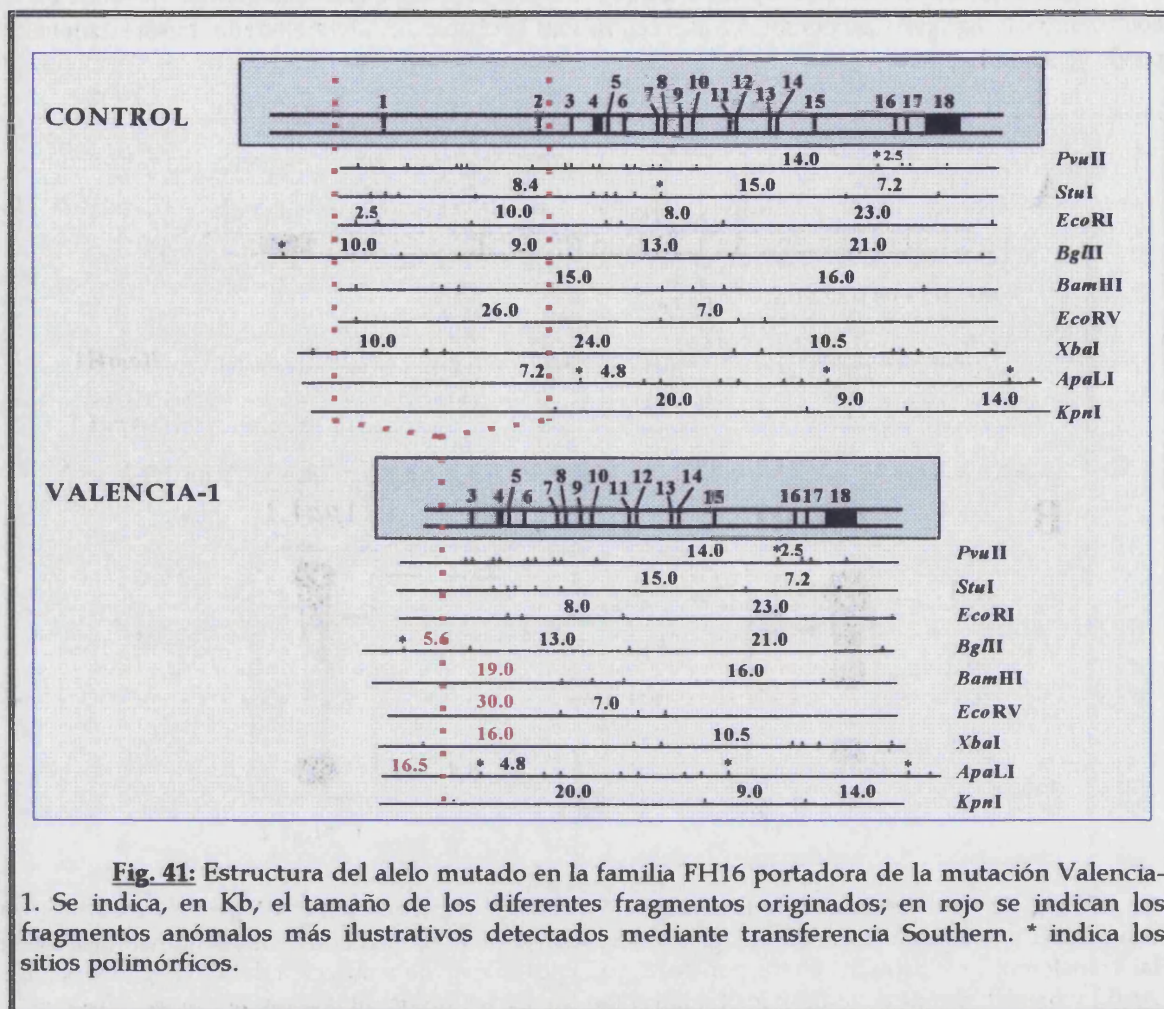 CONTROL
1 2 3 4 5 6 7 8 9 10 11 12 13 14 15 16 17 18
14.0 * 2.5 PvuII
8.4 * 15.0 7.2 StuI
2.5 10.0 8.0 23.0 EcoRI
* 10.0 9.0 13.0 21.0 BglII
15.0 16.0 BamHI
26.0 7.0 EcoRV
10.0 24.0 10.5 XbaI
7.2 * 4.8 * * ApaLI
20.0 9.0 14.0 KpnI
VALENCIA-1
3 4 5 6 7 8 9 10 11 12 13 14 15 16 17 18
14.0 *2.5 PvuII
15.0 7.2 StuI
8.0 23.0 EcoRI
* 5.6 13.0 21.0 BglII
19.0 16.0 BamHI
30.0 7.0 EcoRV
16.0 10.5 XbaI
16.5 * 4.8 * * ApaLI
20.0 9.0 14.0 KpnI
Fig. 41: Estructura del alelo mutado en la familia FH16 portadora de la mutación Valencia-
1. Se indica, en Kb, el tamaño de los diferentes fragmentos originados; en rojo se indican los
fragmentos anómalos más ilustrativos detectados mediante transferencia Southern. * indica los
sitios polimórficos.